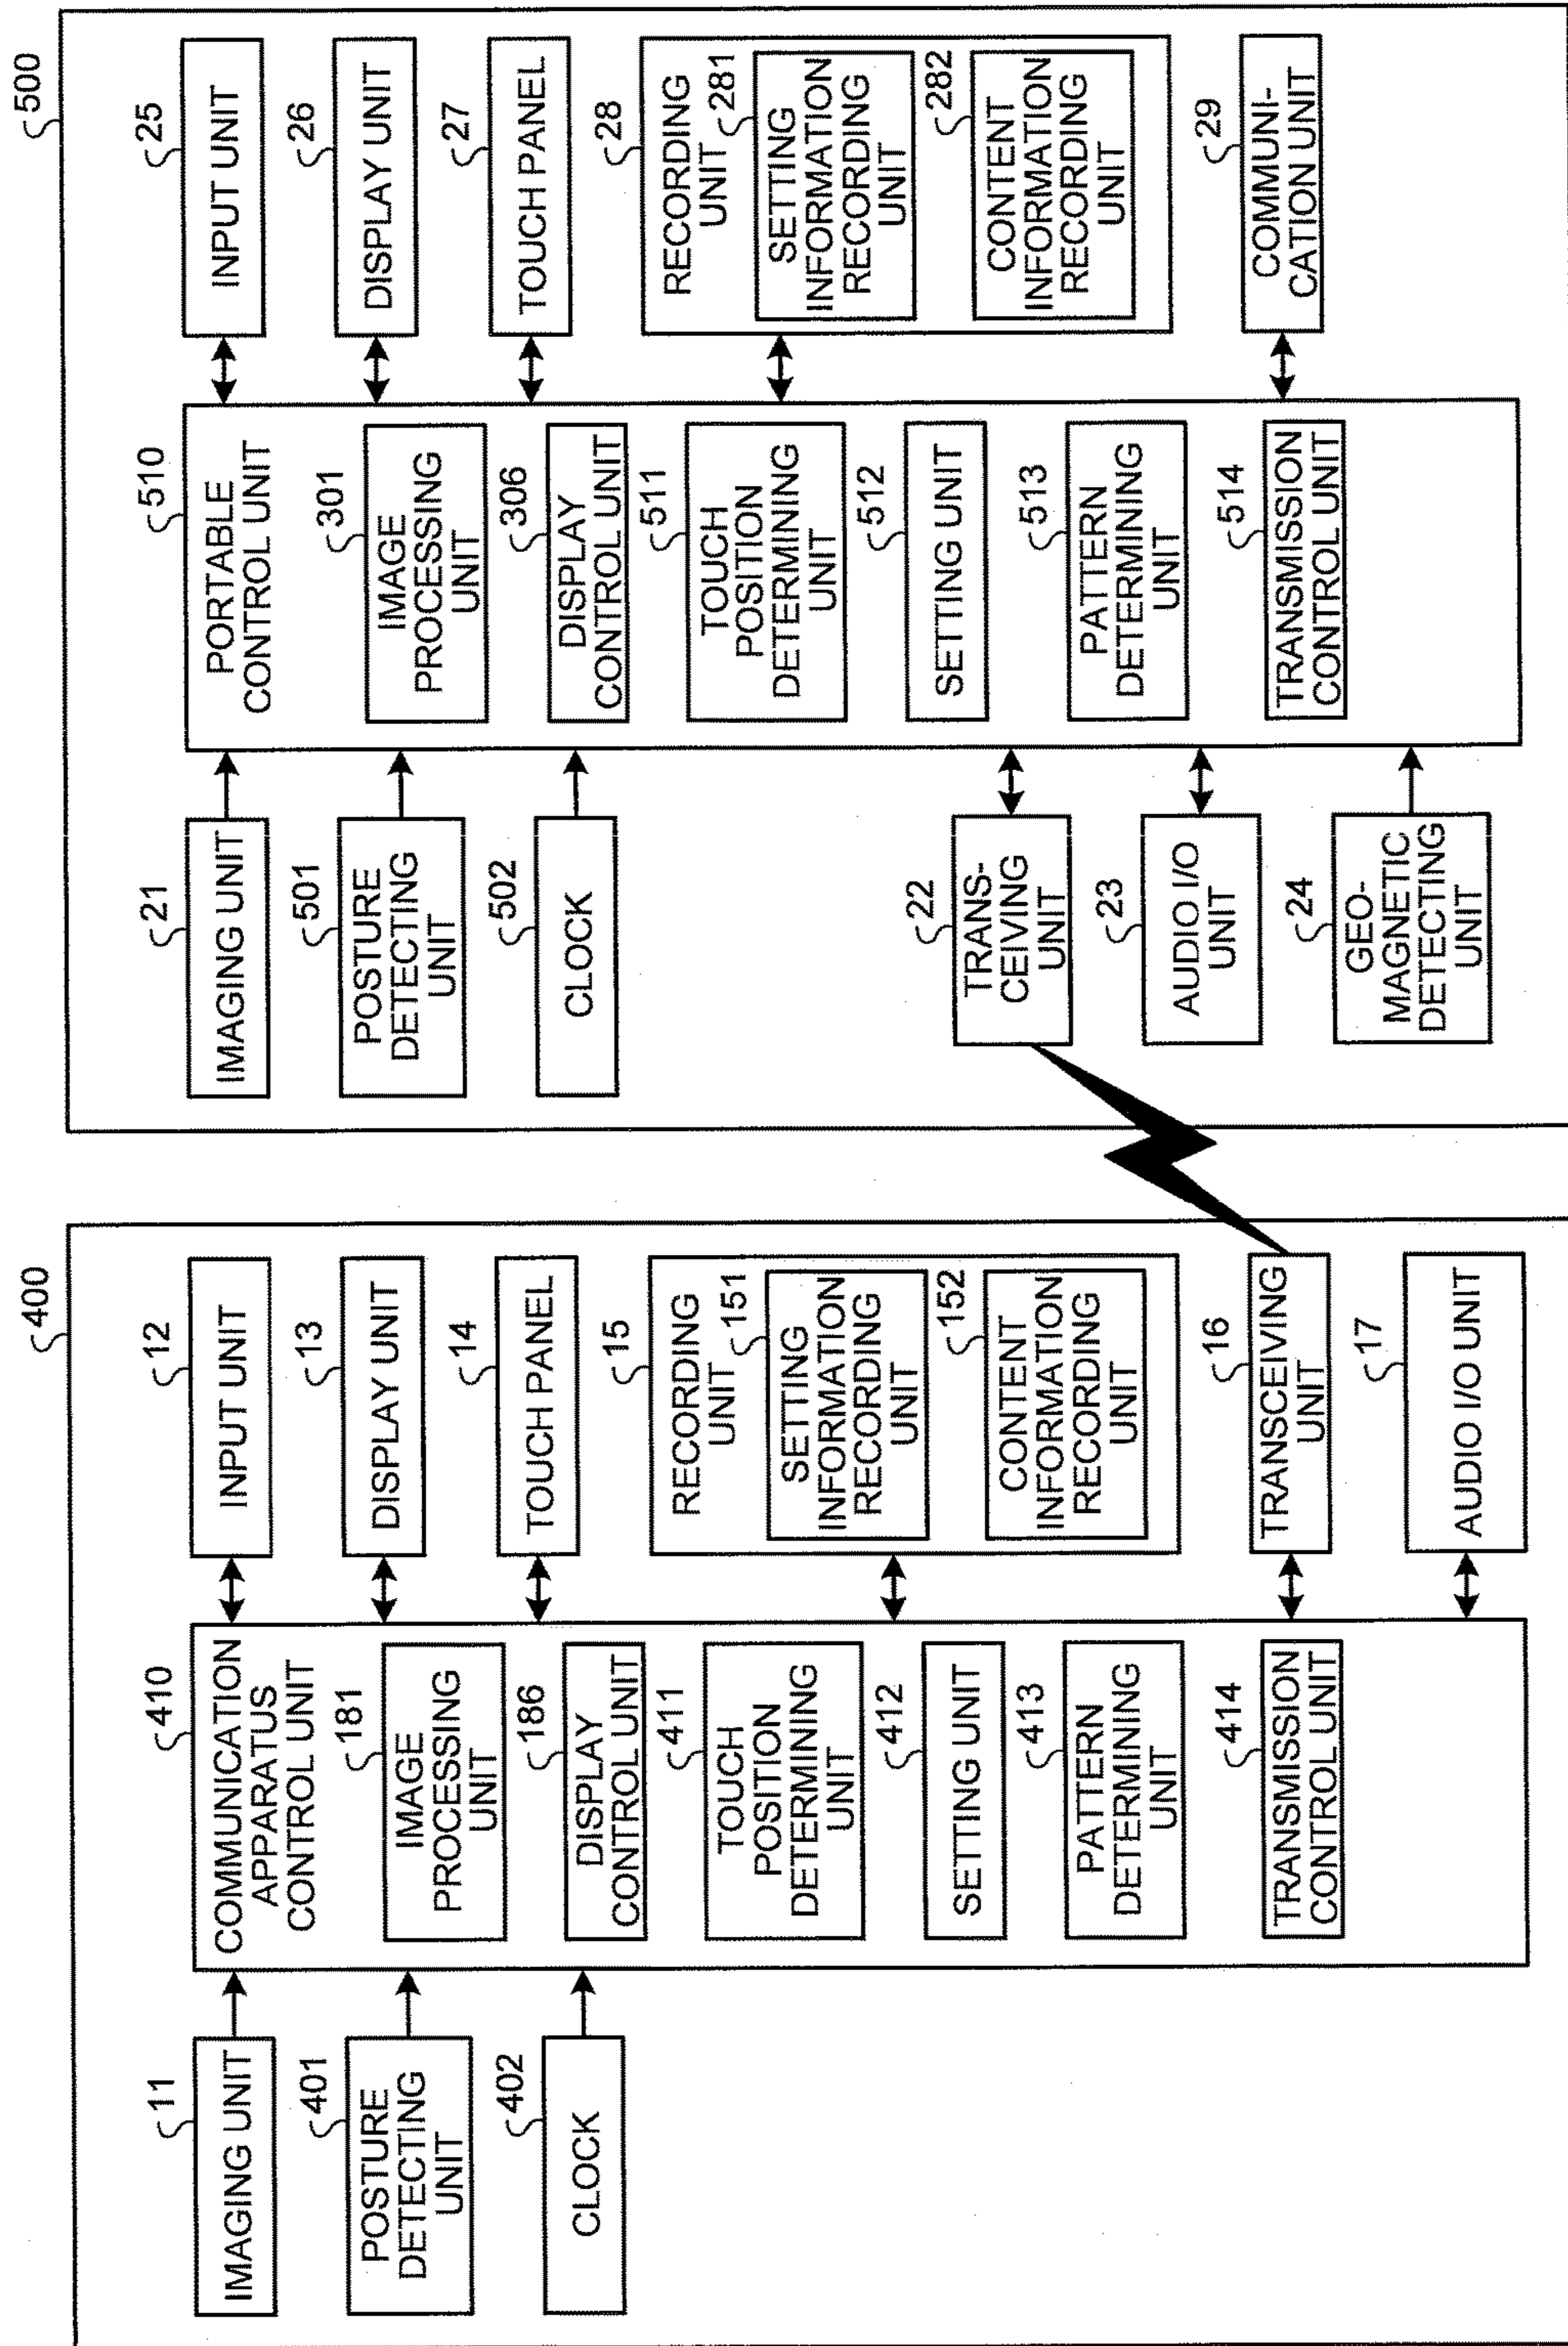 400
11
IMAGING UNIT
401
POSTURE
DETECTING
UNIT
402
CLOCK
410
COMMUNICATION
APPARATUS
CONTROL UNIT
181
IMAGE
PROCESSING
UNIT
186
DISPLAY
CONTROL UNIT
411
TOUCH
POSITION
DETERMINING
UNIT
412
SETTING UNIT
413
PATTERN
DETERMINING
UNIT
414
TRANSMISSION
CONTROL UNIT
12
INPUT UNIT
13
DISPLAY UNIT
14
TOUCH PANEL
15
RECORDING
UNIT
151
SETTING
INFORMATION
RECORDING
UNIT
152
CONTENT
INFORMATION
RECORDING
UNIT
16
TRANSCEIVING
UNIT
17
AUDIO I/O UNIT
500
21
IMAGING UNIT
501
POSTURE
DETECTING
UNIT
502
CLOCK
22
TRANS-
CEIVING
UNIT
23
AUDIO I/O
UNIT
24
GEO-
MAGNETIC
DETECTING
UNIT
510
PORTABLE
CONTROL UNIT
301
IMAGE
PROCESSING
UNIT
306
DISPLAY
CONTROL UNIT
511
TOUCH
POSITION
DETERMINING
UNIT
512
SETTING UNIT
513
PATTERN
DETERMINING
UNIT
514
TRANSMISSION
CONTROL UNIT
25
INPUT UNIT
26
DISPLAY UNIT
27
TOUCH PANEL
28
RECORDING
UNIT
281
SETTING
INFORMATION
RECORDING
UNIT
282
CONTENT
INFORMATION
RECORDING
UNIT
29
COMMUNI-
CATION UNIT